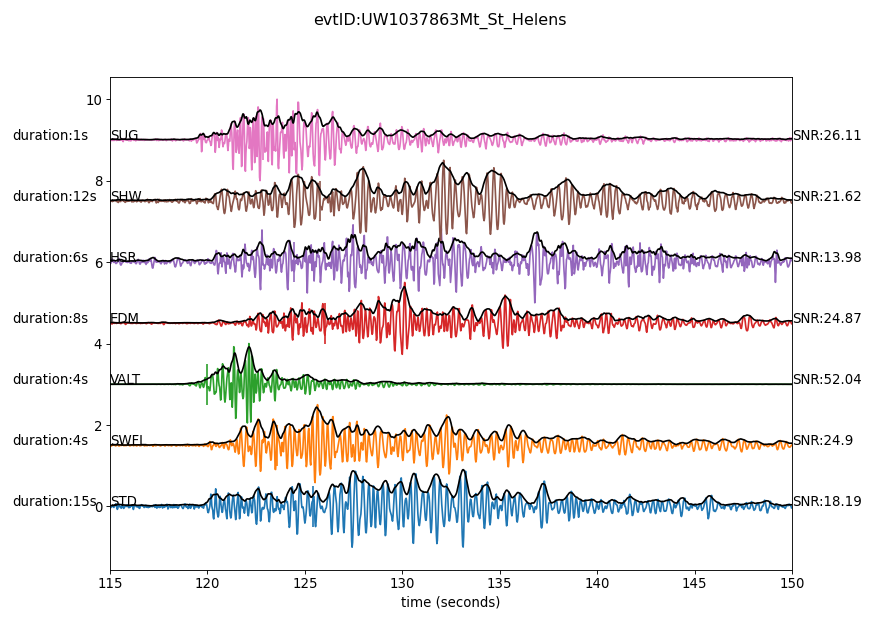 evtID:UW1037863Mt_St_Helens
10
duration:1s SUG SNR:26.11
8
duration:12s SHW SNR:21.62
duration:6s HSR SNR:13.98
6
duration:8s EDM SNR:24.87
4
duration:4s VALT SNR:52.04
2
duration:4s SWFL SNR:24.9
duration:15s STD SNR:18.19
0
115 120 125 130 135 140 145 150
time (seconds)